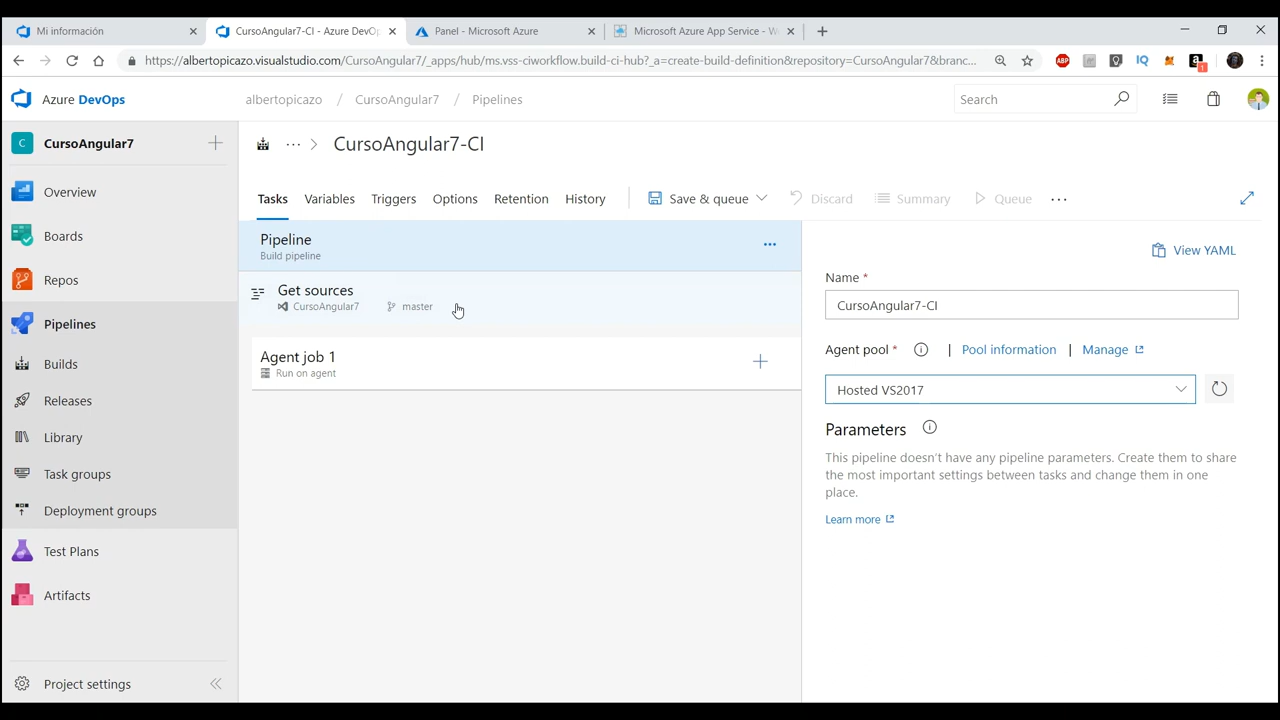 Mi información
CursoAngular7-CI - Azure DevOp
Panel - Microsoft Azure
Microsoft Azure App Service - W
https://albertopicazo.visualstudio.com/CursoAngular7/_apps/hub/ms.vss-ciworkflow.build-ci-hub?_a=create-build-definition&repository=CursoAngular7&branc...
ABP
IQ
1
Azure DevOps
albertopicazo / CursoAngular7 / Pipelines
Search
C CursoAngular7
Overview
Boards
Repos
Pipelines
Builds
Releases
Library
Task groups
Deployment groups
Test Plans
Artifacts
Project settings
... > CursoAngular7-CI
Tasks Variables Triggers Options Retention History Save & queue Discard Summary Queue ...
Pipeline ...
Build pipeline
Get sources
CursoAngular7 master
Agent job 1
Run on agent
View YAML
Name *
CursoAngular7-CI
Agent pool * | Pool information | Manage
Hosted VS2017
Parameters
This pipeline doesn't have any pipeline parameters. Create them to share
the most important settings between tasks and change them in one
place.
Learn more